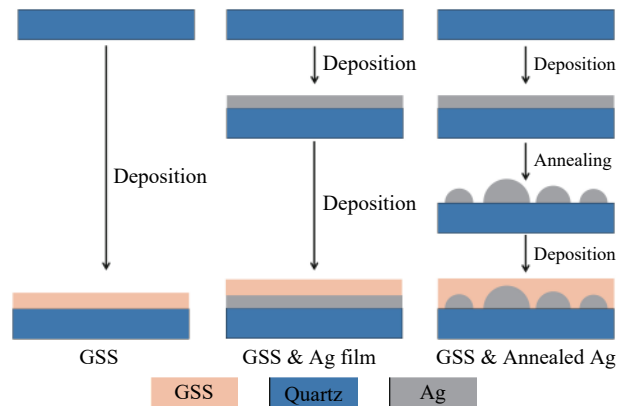 Deposition
Deposition
Annealing
Deposition
Deposition
Deposition
GSS
GSS & Ag film
GSS & Annealed Ag
GSS
Quartz
Ag